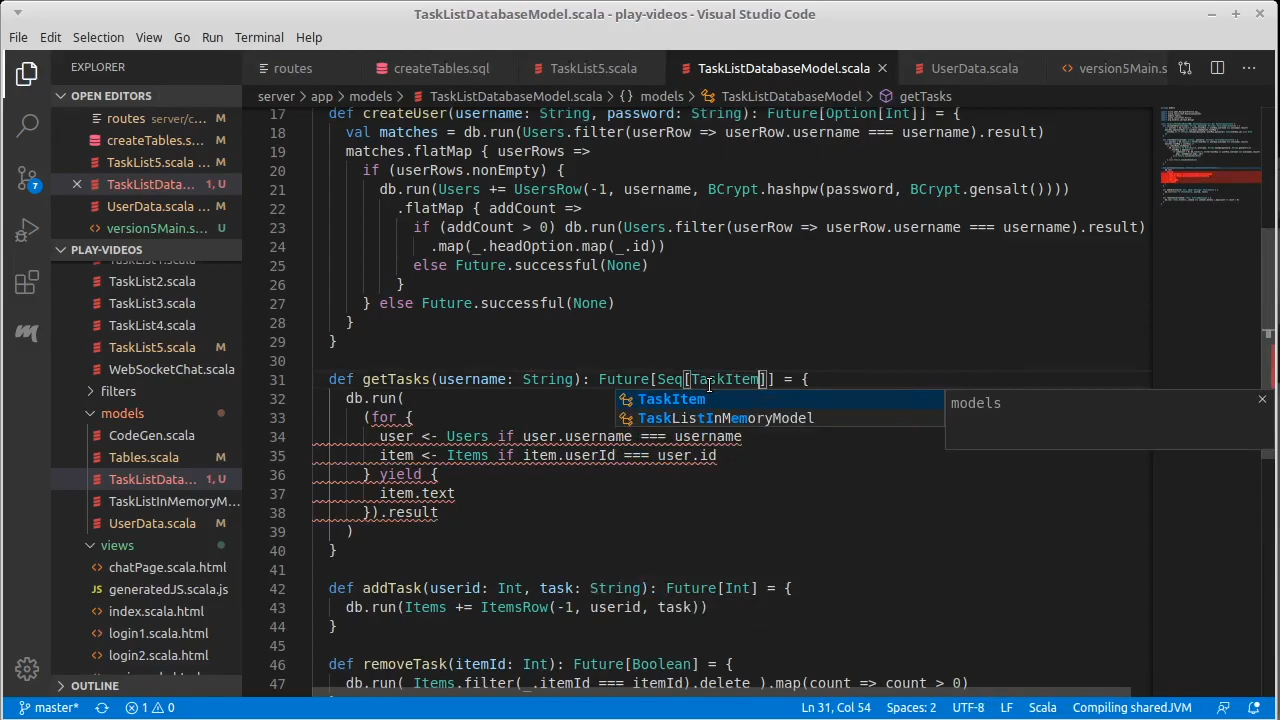 TaskListDatabaseModel.scala - play-videos - Visual Studio Code
File Edit Selection View Go Run Terminal Help
EXPLORER
OPEN EDITORS
routes server/c...
createTables.s...
TaskList5.scala ... M
TaskListData... 1, U
UserData.scala ... M
version5Main.s... U
PLAY-VIDEOS
TaskList2.scala
TaskList3.scala
TaskList4.scala
TaskList5.scala M
WebSocketChat.scala
filters
models
CodeGen.scala
Tables.scala M
TaskListData... 1, U
TaskListInMemoryM...
UserData.scala M
views
chatPage.scala.html
generatedJS.scala.js
index.scala.html
login1.scala.html
login2.scala.html
OUTLINE
7
routes createTables.sql TaskList5.scala TaskListDatabaseModel.scala UserData.scala version5Main.s
server > app > models > TaskListDatabaseModel.scala > {} models > TaskListDatabaseModel > getTasks
17 def createUser(username: String, password: String): Future[Option[Int]] = {
18 val matches = db.run(Users.filter(userRow => userRow.username === username).result)
19 matches.flatMap { userRows =>
20 if (userRows.nonEmpty) {
21 db.run(Users += UsersRow(-1, username, BCrypt.hashpw(password, BCrypt.gensalt())))
22 .flatMap { addCount =>
23 if (addCount > 0) db.run(Users.filter(userRow => userRow.username === username).result)
24 .map(_.headOption.map(_.id))
25 else Future.successful(None)
26 }
27 } else Future.successful(None)
28 }
29 }
30
31 def getTasks(username: String): Future[Seq[TaskItem]] = {
32 db.run(
TaskItem
models
33 (for {
TaskListInMemoryModel
34 user <- Users if user.username === username
35 item <- Items if item.userId === user.id
36 } yield {
37 item.text
38 }).result
39 )
40 }
41
42 def addTask(userid: Int, task: String): Future[Int] = {
43 db.run(Items += ItemsRow(-1, userid, task))
44 }
45
46 def removeTask(itemId: Int): Future[Boolean] = {
47 db.run( Items.filter(_.itemId === itemId).delete ).map(count => count > 0)
master* 1 0 Ln 31, Col 54 Spaces: 2 UTF-8 LF Scala Compiling sharedJVM